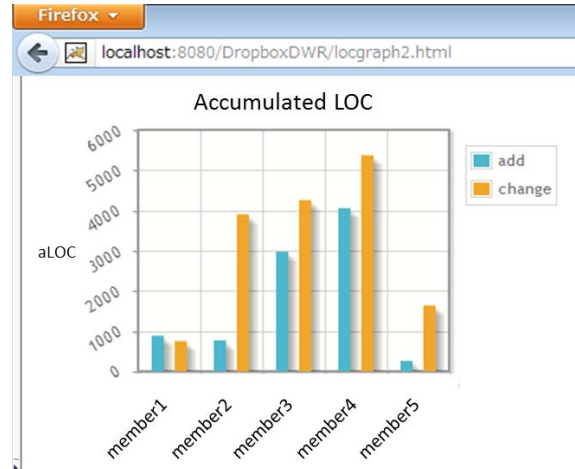 Firefox
localhost:8080/DropboxDWR/locgraph2.html
Accumulated LOC
6000
5000
4000
3000
2000
1000
0
aLOC
add
change
member1
member2
member3
member4
member5